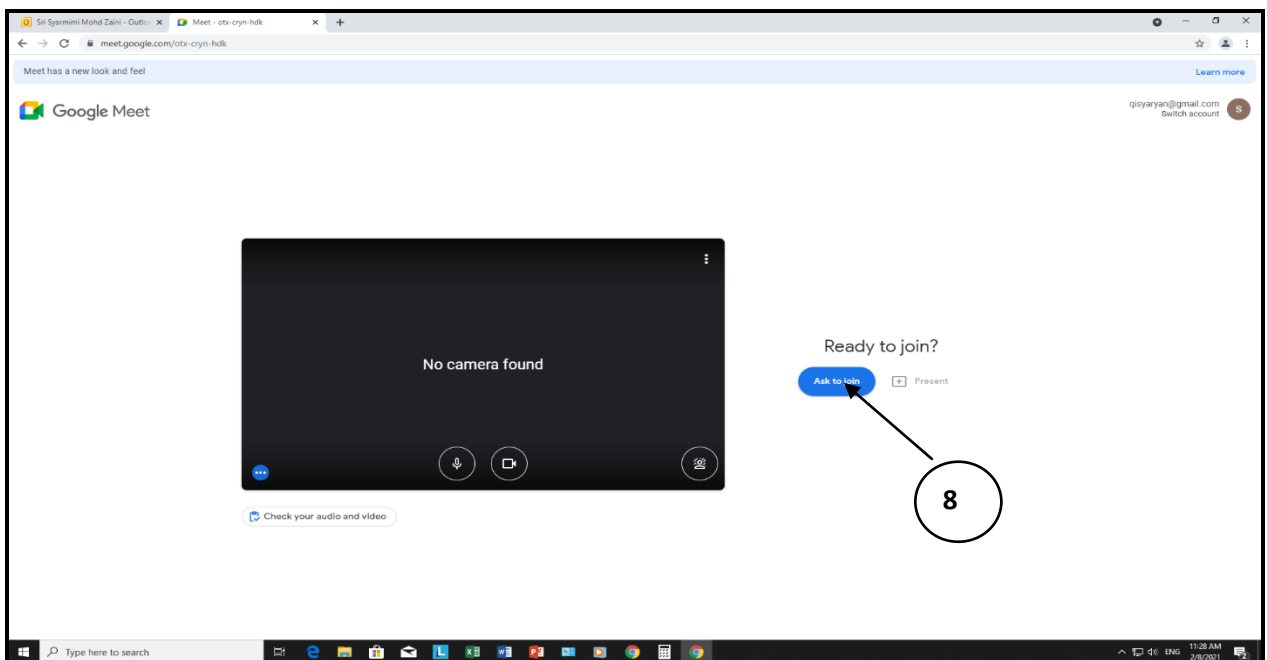 Sri Syarmimi Mohd Zaini - Outlo
Meet - otx-cryn-hdk
meet.google.com/otx-cryn-hdk
Meet has a new look and feel
Learn more
Google Meet
qisyaryan@gmail.com
Switch account
S
No camera found
Ready to join?
Ask to join
Present
8
Check your audio and video
Type here to search
ENG
11:28 AM
2/8/2021